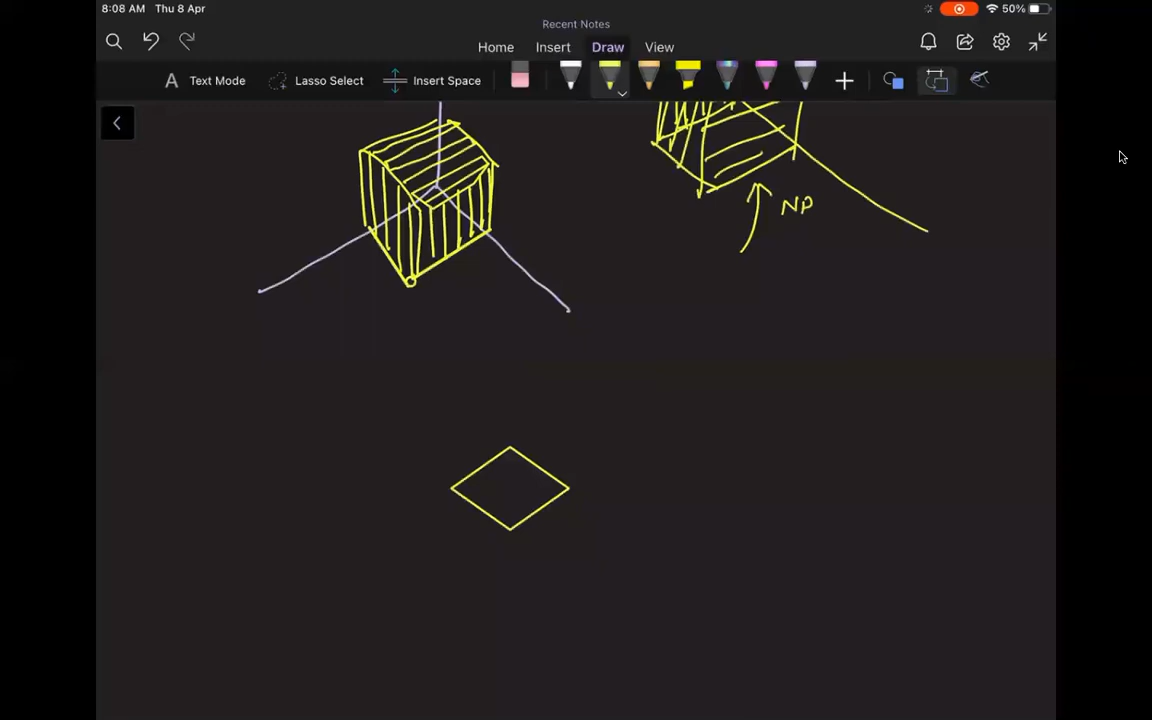 8:08 AM Thu 8 Apr
50%
Recent Notes
Home Insert Draw View
A Text Mode Lasso Select Insert Space
NP